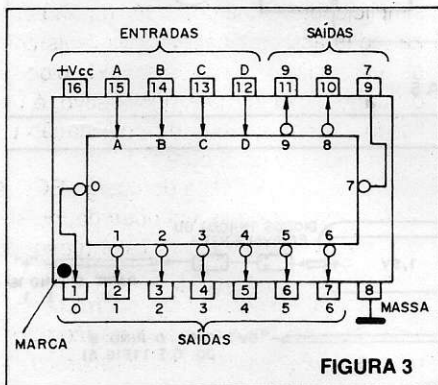 ENTRADAS SAÍDAS
+Vcc A B C D 9 8 7
16 15 14 13 12 11 10 9
A B C D 9 8
0 7
1 2 3 4 5 6
1 2 3 4 5 6 7 8
MARCA 0 1 2 3 4 5 6 MASSA
SAÍDAS
FIGURA 3